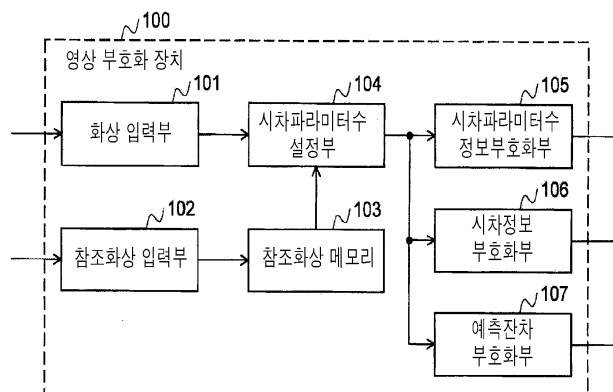 100
영상 부호화 장치
101
화상 입력부
104
시차파라미터수
설정부
105
시차파라미터수
정보부호화부
102
참조화상 입력부
103
참조화상 메모리
106
시차정보
부호화부
107
예측잔차
부호화부